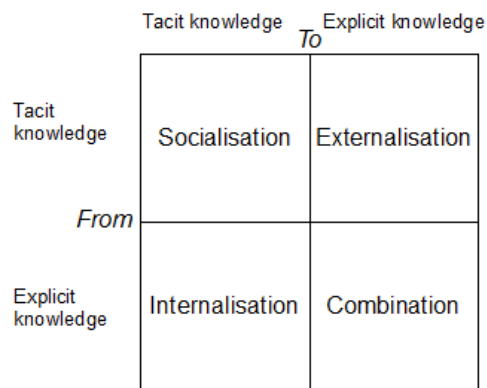 Tacit knowledge
To
Explicit knowledge
Tacit
knowledge
Socialisation
Externalisation
From
Explicit
knowledge
Internalisation
Combination